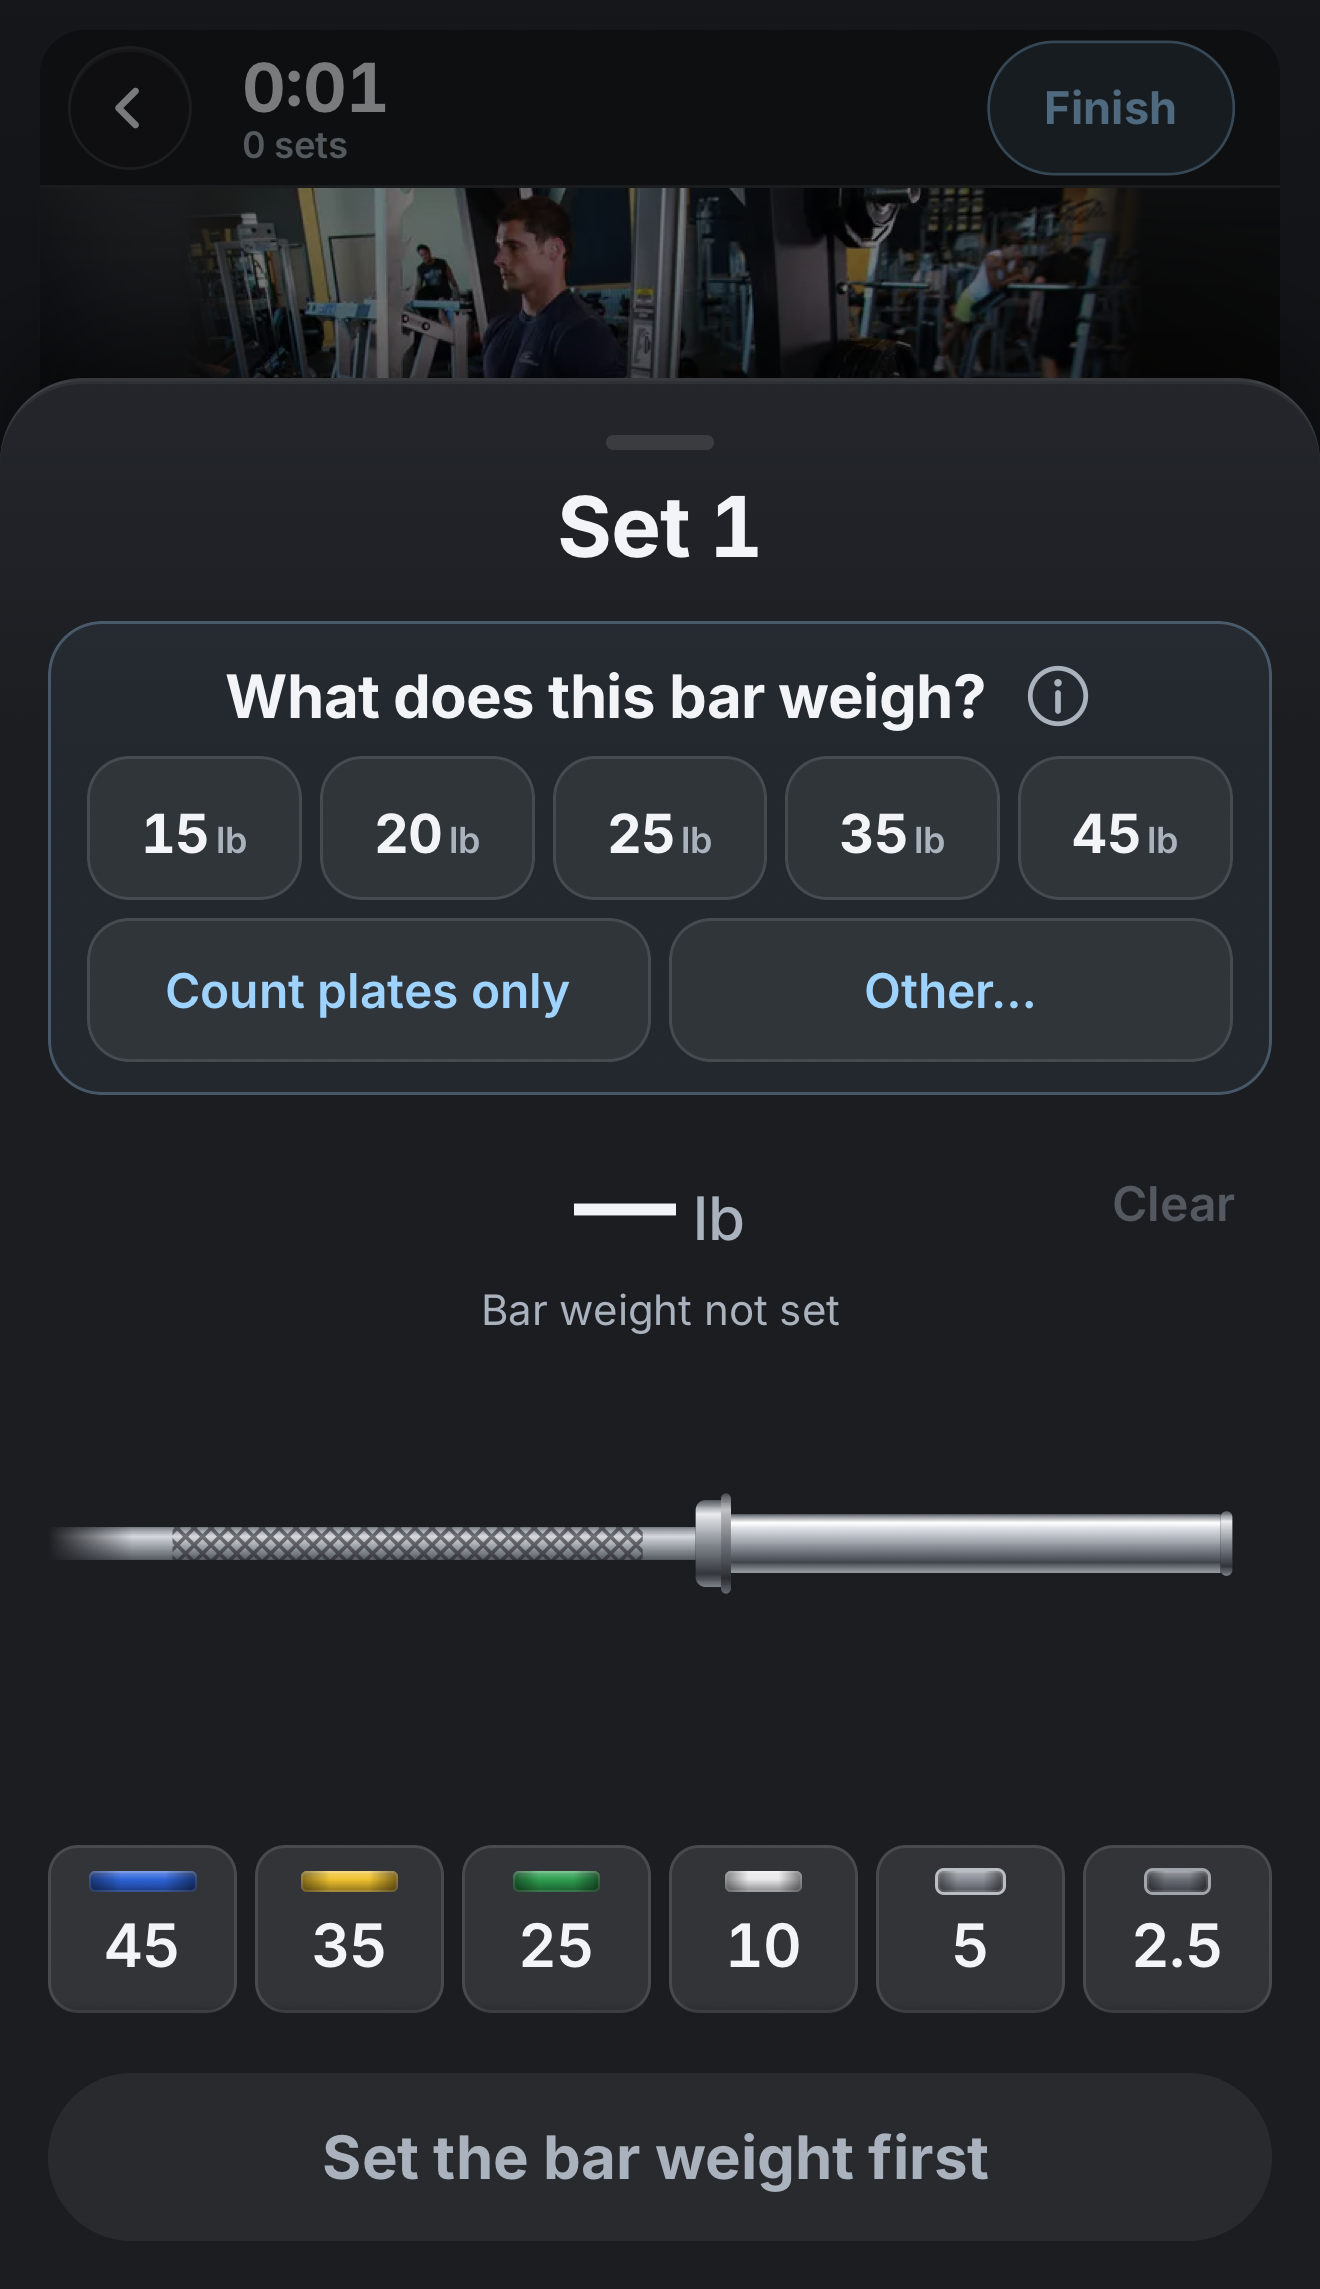 0:01
0 sets
Finish
Set 1
What does this bar weigh?
15 lb
20 lb
25 lb
35 lb
45 lb
Count plates only
Other...
— lb
Clear
Bar weight not set
45
35
25
10
5
2.5
Set the bar weight first